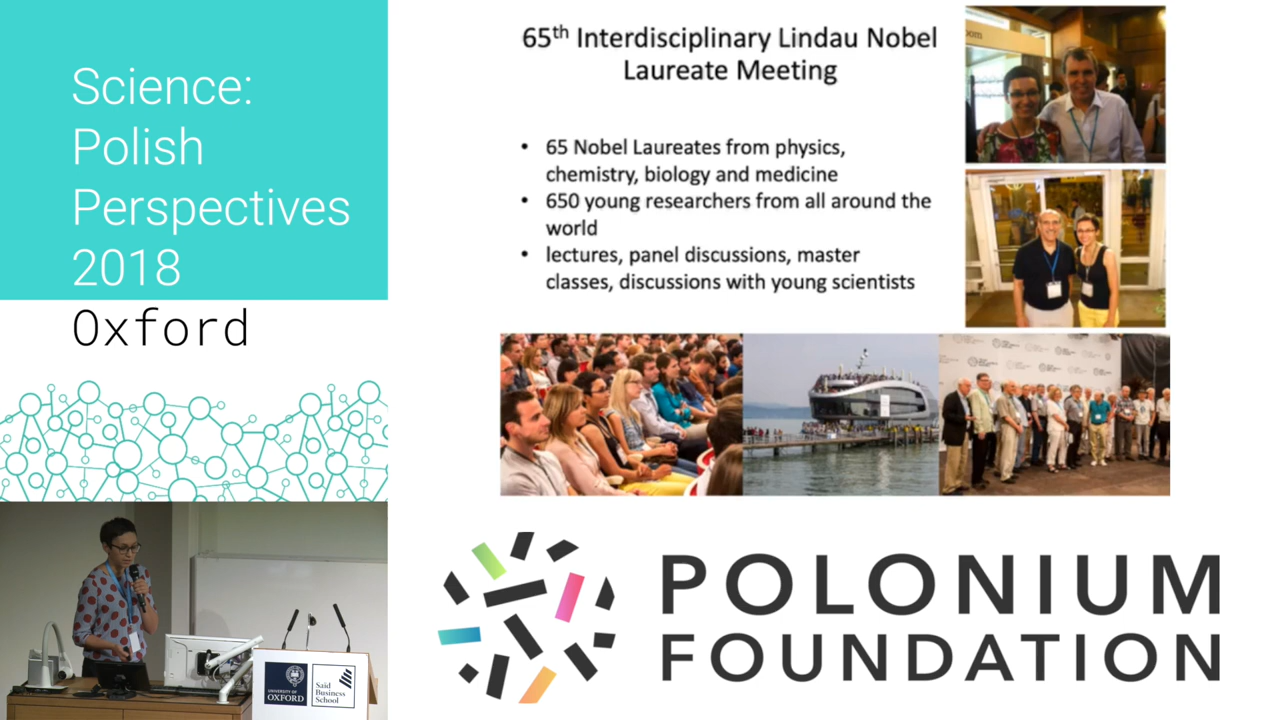 Science:
Polish
Perspectives
2018
Oxford
65th Interdisciplinary Lindau Nobel
Laureate Meeting
• 65 Nobel Laureates from physics,
chemistry, biology and medicine
• 650 young researchers from all around the
world
• lectures, panel discussions, master
classes, discussions with young scientists
oom
UNIVERSITY OF
OXFORD
Saïd
Business
School
POLONIUM
FOUNDATION